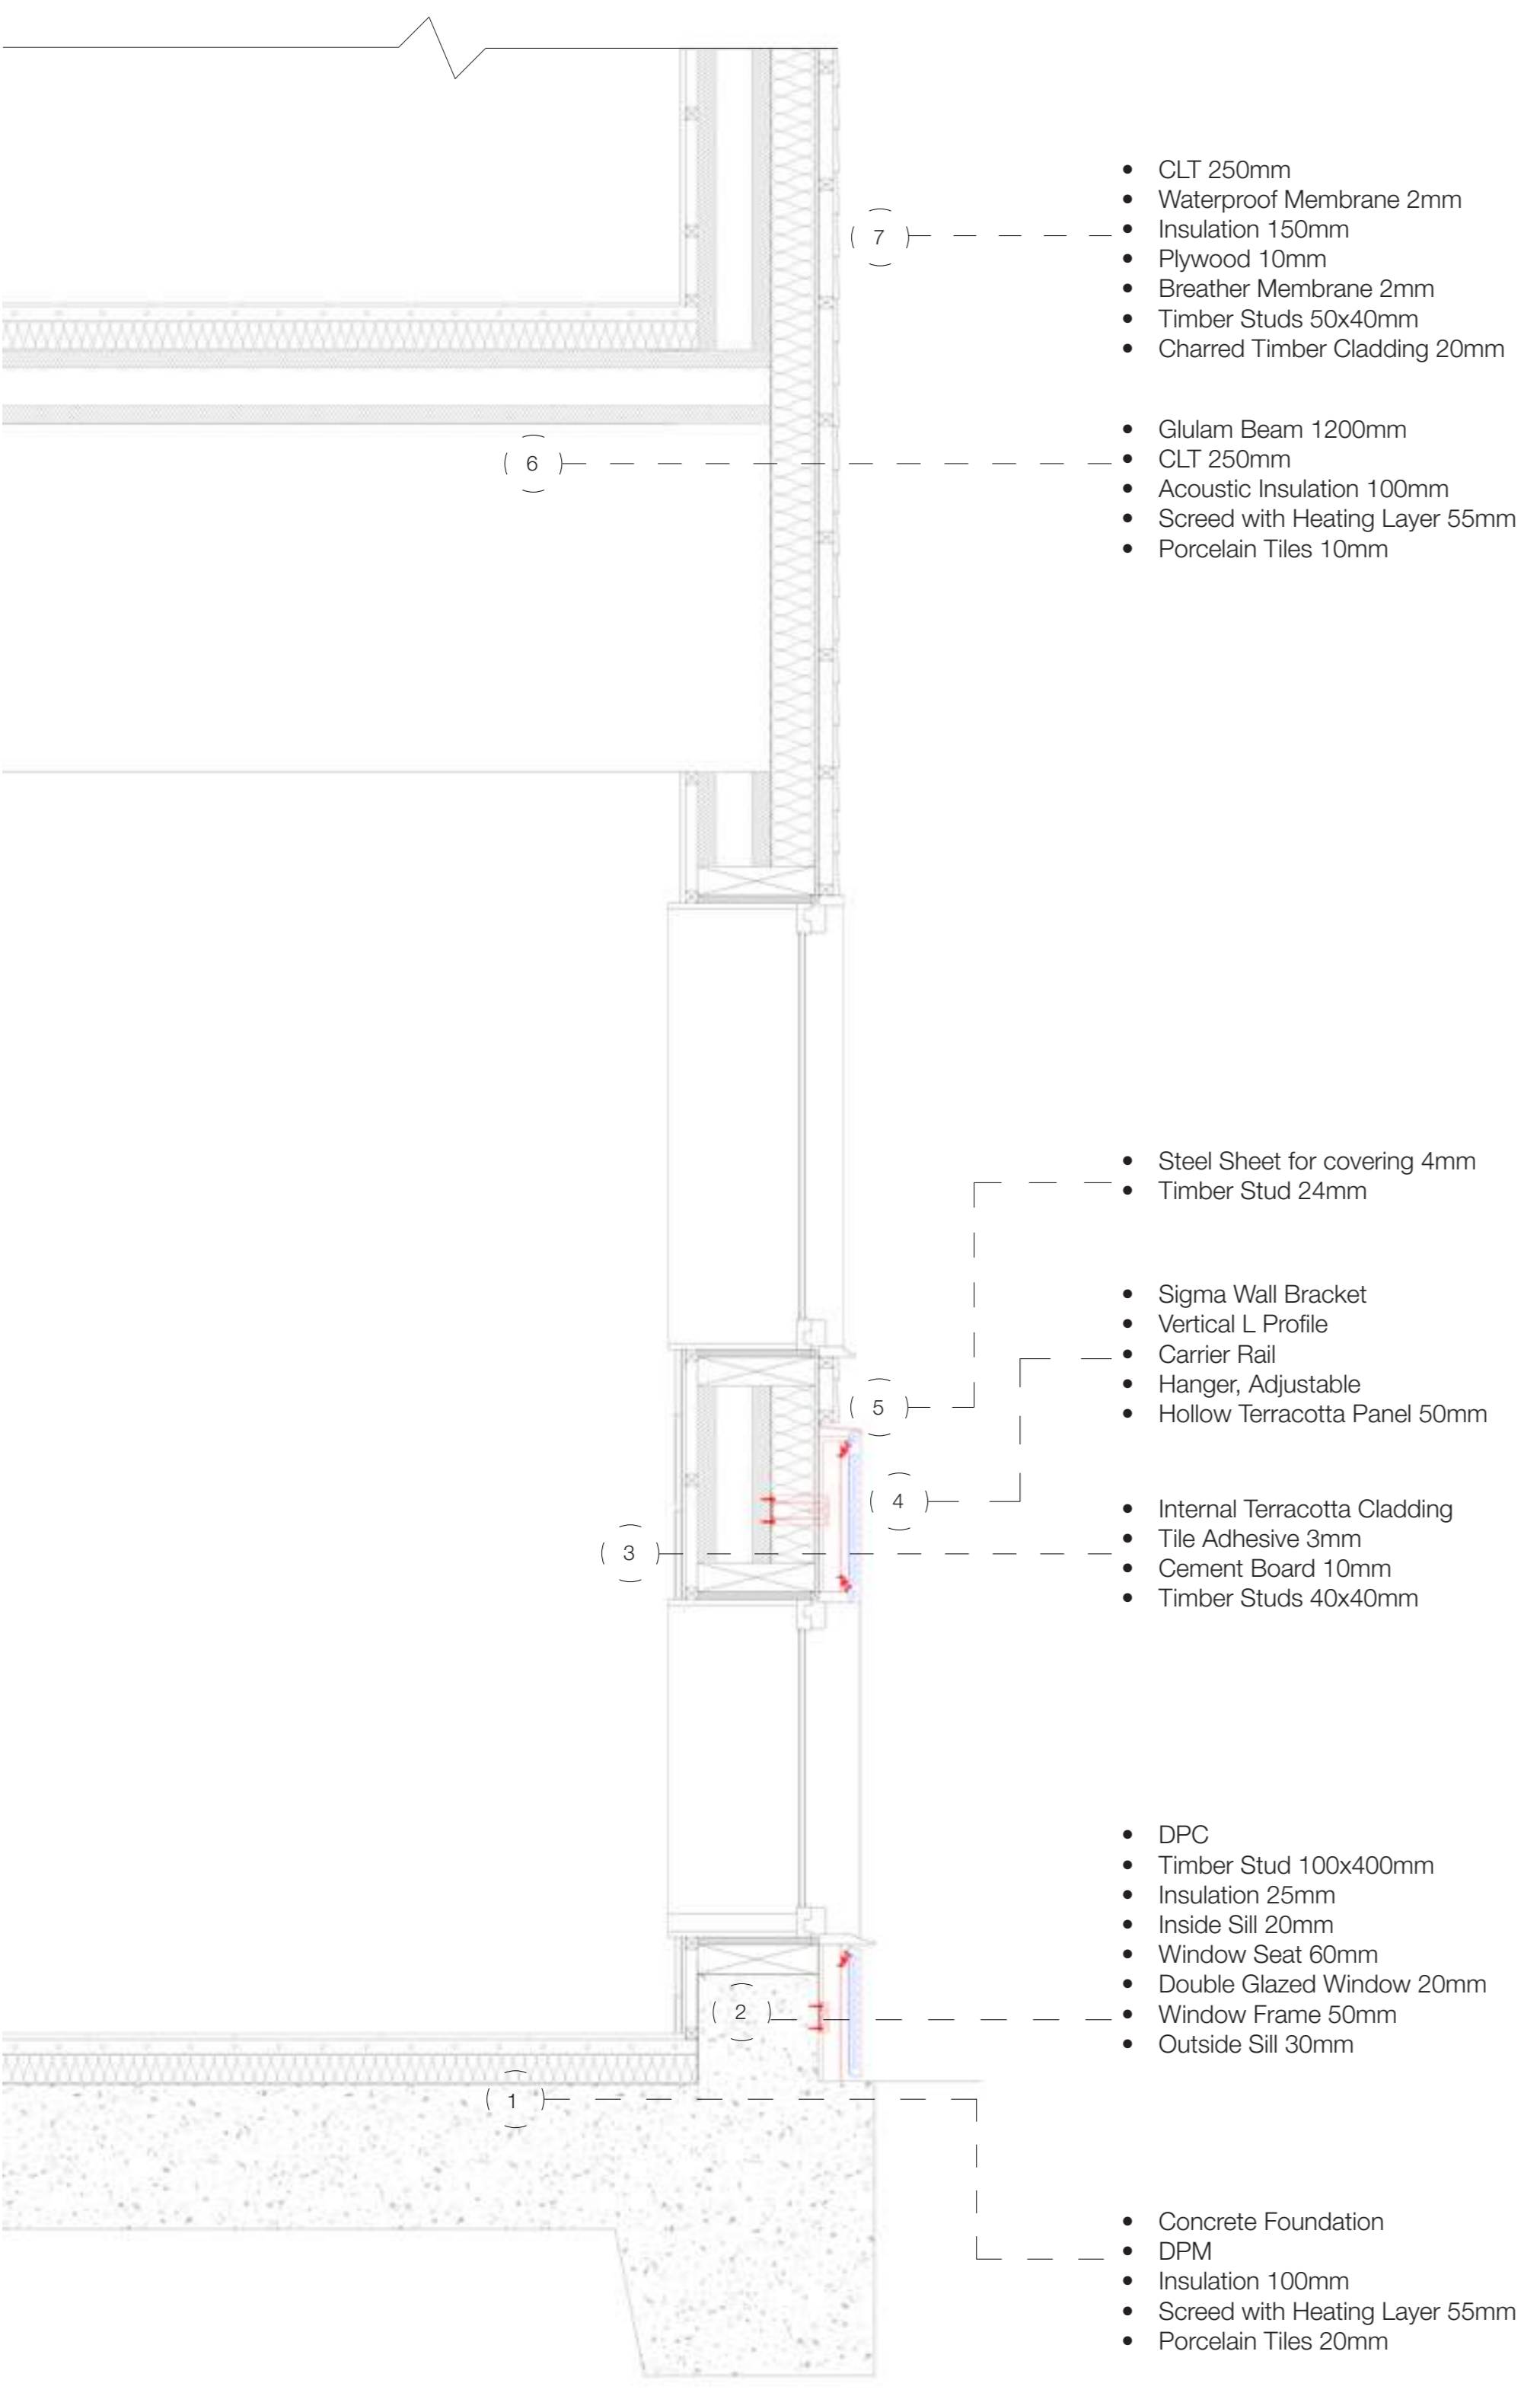 7
• CLT 250mm
• Waterproof Membrane 2mm
• Insulation 150mm
• Plywood 10mm
• Breather Membrane 2mm
• Timber Studs 50x40mm
• Charred Timber Cladding 20mm
6
• Glulam Beam 1200mm
• CLT 250mm
• Acoustic Insulation 100mm
• Screed with Heating Layer 55mm
• Porcelain Tiles 10mm
5
• Steel Sheet for covering 4mm
• Timber Stud 24mm
4
• Sigma Wall Bracket
• Vertical L Profile
• Carrier Rail
• Hanger, Adjustable
• Hollow Terracotta Panel 50mm
3
• Internal Terracotta Cladding
• Tile Adhesive 3mm
• Cement Board 10mm
• Timber Studs 40x40mm
2
• DPC
• Timber Stud 100x400mm
• Insulation 25mm
• Inside Sill 20mm
• Window Seat 60mm
• Double Glazed Window 20mm
• Window Frame 50mm
• Outside Sill 30mm
1
• Concrete Foundation
• DPM
• Insulation 100mm
• Screed with Heating Layer 55mm
• Porcelain Tiles 20mm